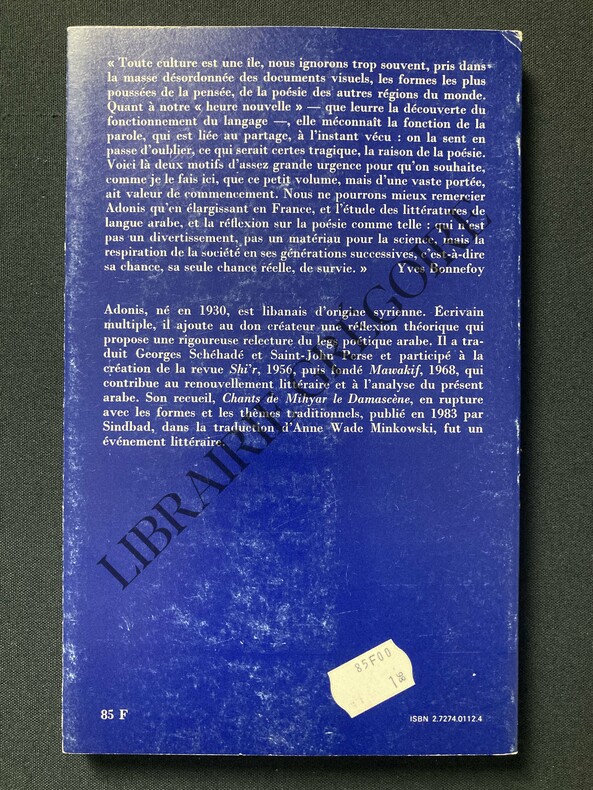 « Toute culture est une île, nous ignorons trop souvent, pris dans
la masse désordonnée des documents visuels, les formes les plus
poussées de la pensée, de la poésie des autres régions du monde.
Quant à notre « heure nouvelle » — que leurre la découverte du
fonctionnement du langage —, elle méconnaît la fonction de la
parole, qui est liée au partage, à l'instant vécu : on la sent en
passe d'oublier, ce qui serait certes tragique, la raison de la poésie.
Voici là deux motifs d'assez grande urgence pour qu'on souhaite,
comme je le fais ici, que ce petit volume, mais d'une vaste portée,
ait valeur de commencement. Nous ne pourrons mieux remercier
Adonis qu'en élargissant en France, et l'étude des littératures de
langue arabe, et la réflexion sur la poésie comme telle : qui n'est
pas un divertissement, pas un matériau pour la science, mais la
respiration de la société en ses générations successives, c'est-à-dire
sa chance, sa seule chance réelle, de survie. » Yves Bonnefoy
Adonis, né en 1930, est libanais d'origine syrienne. Écrivain
multiple, il ajoute au don créateur une réflexion théorique qui
propose une rigoureuse relecture du legs poétique arabe. Il a tra-
duit Georges Schéhadé et Saint-John Perse et participé à la
création de la revue Shi'r, 1956, puis fondé Mawakif, 1968, qui
contribue au renouvellement littéraire et à l'analyse du présent
arabe. Son recueil, Chants de Mihyar le Damascène, en rupture
avec les formes et les thèmes traditionnels, publié en 1983 par
Sindbad, dans la traduction d'Anne Wade Minkowski, fut un
événement littéraire.
LIBRAIRIE GRÉGOIRE
85F00
85 F
ISBN 2.7274.0112.4